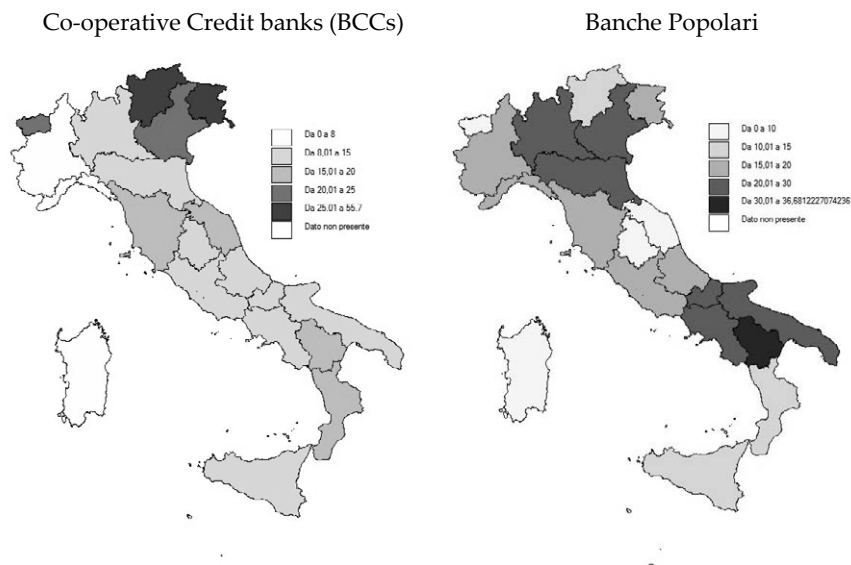 Co-operative Credit banks (BCCs)
Banche Popolari
Da 0 a 8
Da 8,01 a 15
Da 15,01 a 20
Da 20,01 a 25
Da 25.01 a 55.7
Dato non presente
Da 0 a 10
Da 10,01 a 15
Da 15,01 a 20
Da 20,01 a 30
Da 30,01 a 36,6812227074236
Dato non presente